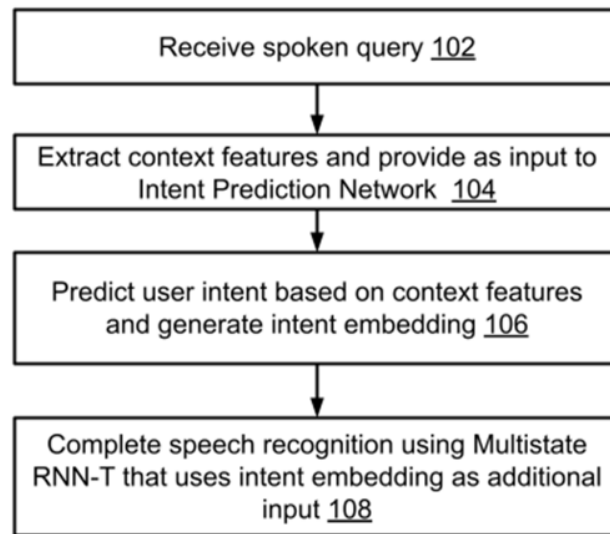 Receive spoken query 102
Extract context features and provide as input to
Intent Prediction Network 104
Predict user intent based on context features
and generate intent embedding 106
Complete speech recognition using Multistate
RNN-T that uses intent embedding as additional
input 108